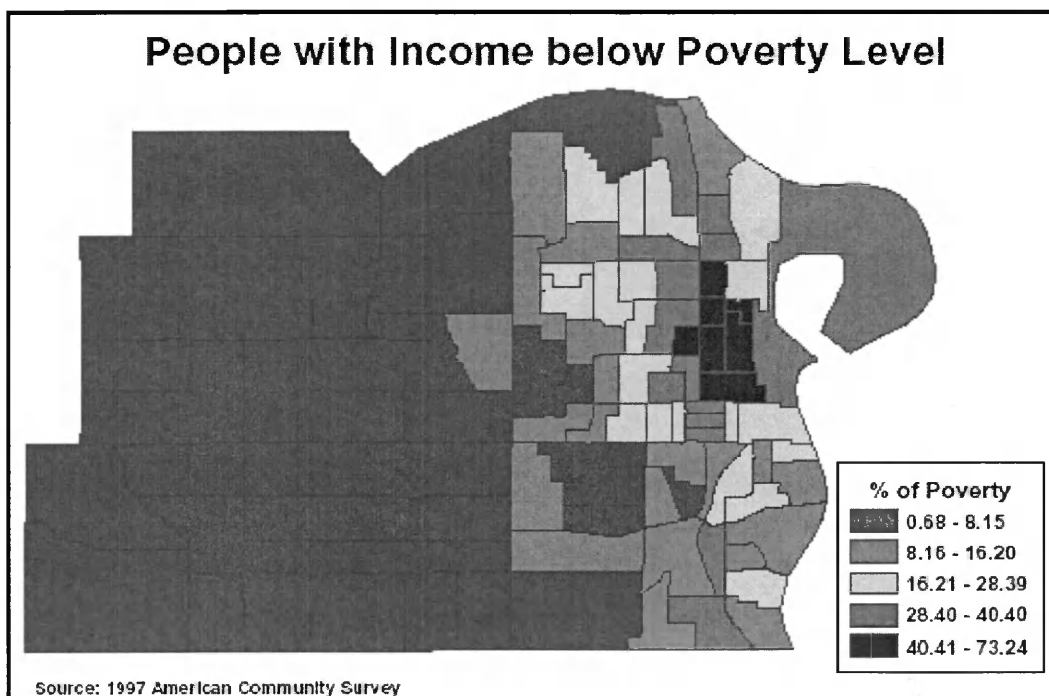 People with Income below Poverty Level
% of Poverty
0.68 - 8.15
8.16 - 16.20
16.21 - 28.39
28.40 - 40.40
40.41 - 73.24
Source: 1997 American Community Survey